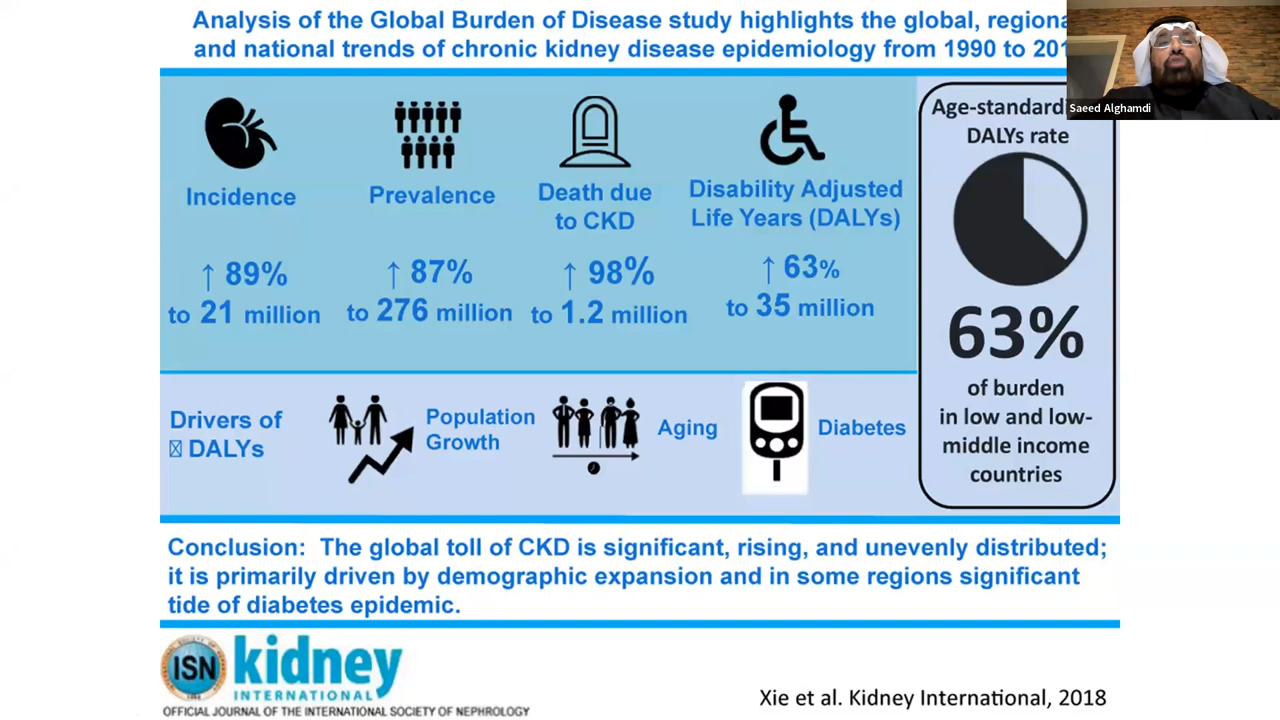 Analysis of the Global Burden of Disease study highlights the global, regiona
and national trends of chronic kidney disease epidemiology from 1990 to 201
Saeed Alghamdi
Incidence
↑ 89%
to 21 million
Prevalence
↑ 87%
to 276 million
Death due
to CKD
↑ 98%
to 1.2 million
Disability Adjusted
Life Years (DALYs)
↑ 63%
to 35 million
Age-standard
DALYs rate
63%
of burden
in low and low-
middle income
countries
Drivers of
DALYs
Population
Growth
Aging
Diabetes
Conclusion: The global toll of CKD is significant, rising, and unevenly distributed;
it is primarily driven by demographic expansion and in some regions significant
tide of diabetes epidemic.
ISN
kidney
INTERNATIONAL
OFFICIAL JOURNAL OF THE INTERNATIONAL SOCIETY OF NEPHROLOGY
Xie et al. Kidney International, 2018